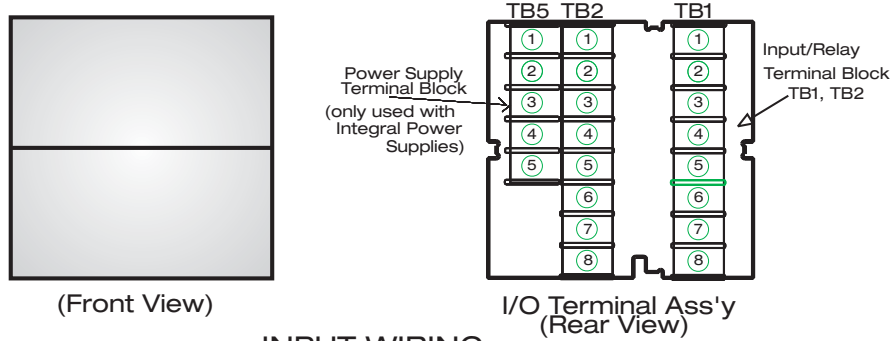 TB5 TB2 TB1
1 1 1
2 2 2
3 3 3
4 4 4
5 5 5
6 6
7 7
8 8
Power Supply
Terminal Block
(only used with
Integral Power
Supplies)
Input/Relay
Terminal Block
TB1, TB2
(Front View)
I/O Terminal Ass'y
(Rear View)
INPUT WIRING